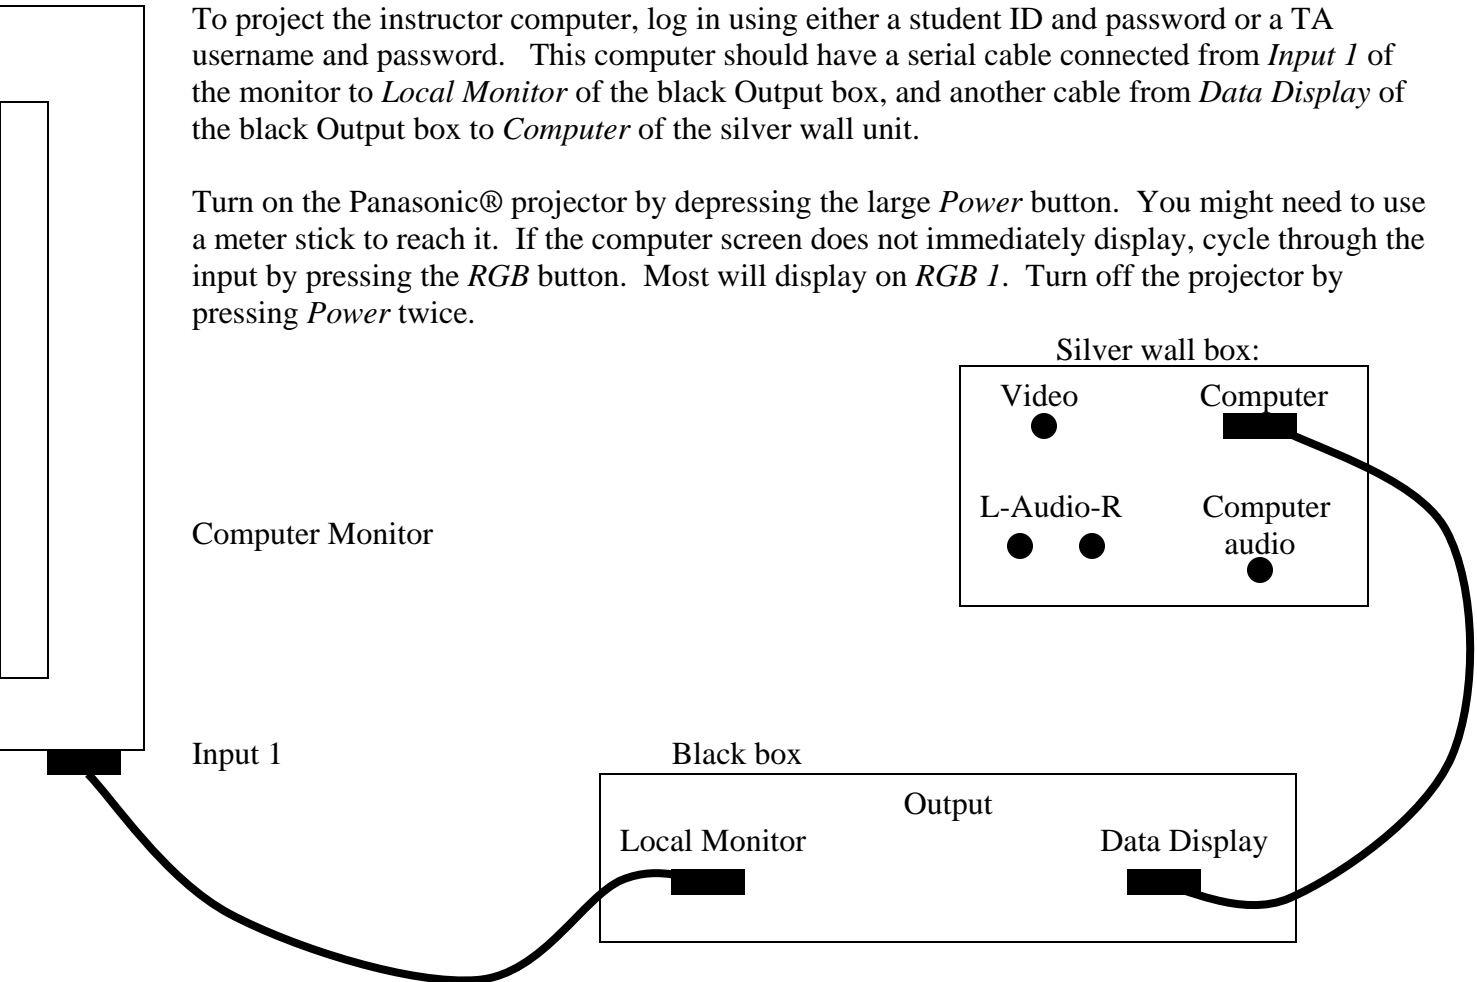 To project the instructor computer, log in using either a student ID and password or a TA
username and password.   This computer should have a serial cable connected from Input 1 of
the monitor to Local Monitor of the black Output box, and another cable from Data Display of
the black Output box to Computer of the silver wall unit.
Turn on the Panasonic® projector by depressing the large Power button.  You might need to use
a meter stick to reach it.  If the computer screen does not immediately display, cycle through the
input by pressing the RGB button.  Most will display on RGB 1.  Turn off the projector by
pressing Power twice.
Silver wall box:
Video
Computer
L-Audio-R
Computer
audio
Computer Monitor
Input 1
Black box
Output
Local Monitor
Data Display